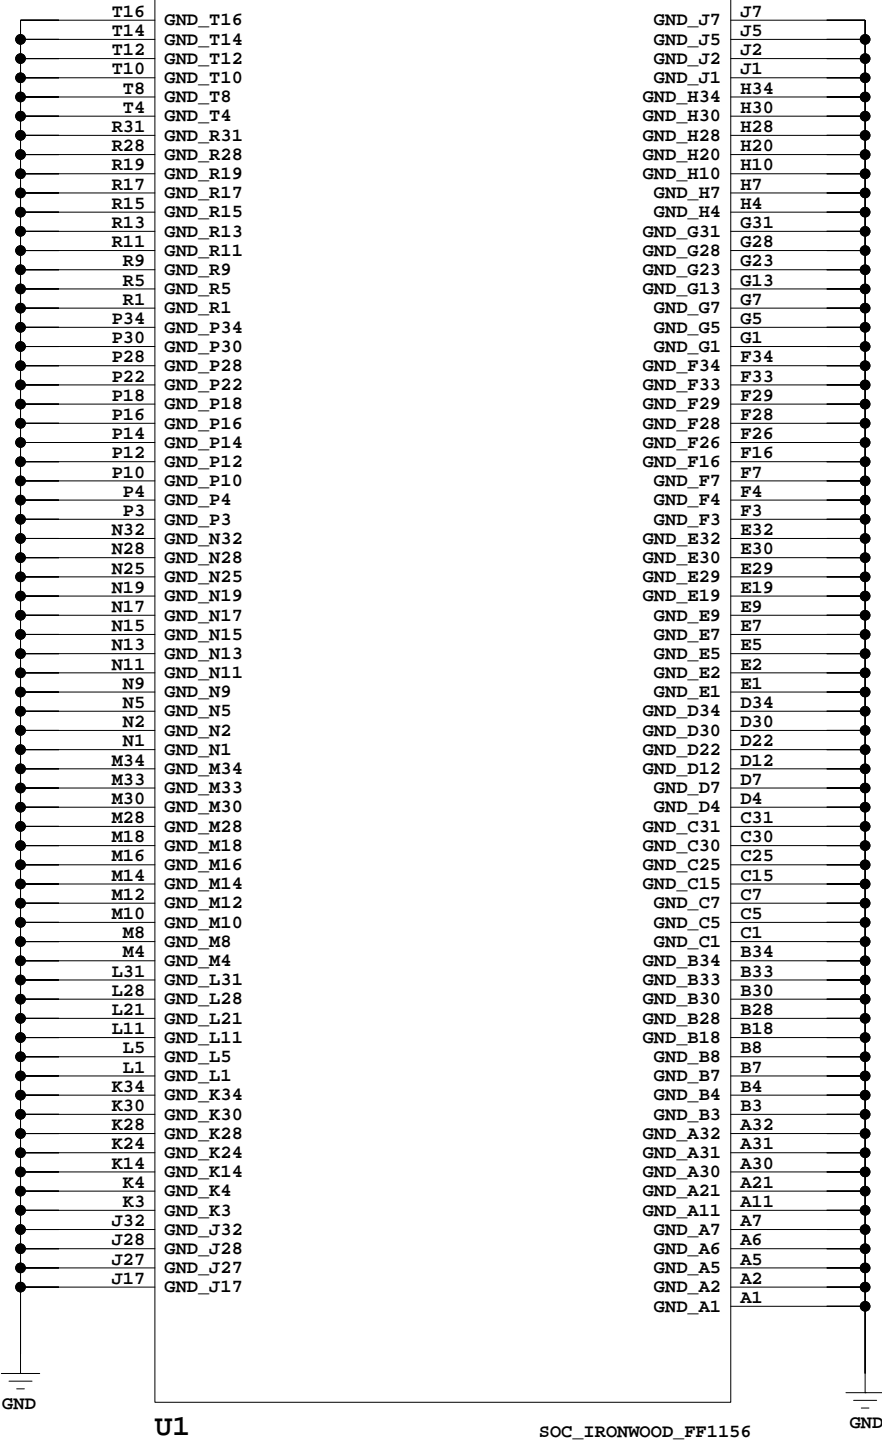 T16 GND_T16 GND_J7 J7
T14 GND_T14 GND_J5 J5
T12 GND_T12 GND_J2 J2
T10 GND_T10 GND_J1 J1
T8 GND_T8 GND_H34 H34
T4 GND_T4 GND_H30 H30
R31 GND_R31 GND_H28 H28
R28 GND_R28 GND_H20 H20
R19 GND_R19 GND_H10 H10
R17 GND_R17 GND_H7 H7
R15 GND_R15 GND_H4 H4
R13 GND_R13 GND_G31 G31
R11 GND_R11 GND_G28 G28
R9 GND_R9 GND_G23 G23
R5 GND_R5 GND_G13 G13
R1 GND_R1 GND_G7 G7
P34 GND_P34 GND_G5 G5
P30 GND_P30 GND_G1 G1
P28 GND_P28 GND_F34 F34
P22 GND_P22 GND_F33 F33
P18 GND_P18 GND_F29 F29
P16 GND_P16 GND_F28 F28
P14 GND_P14 GND_F26 F26
P12 GND_P12 GND_F16 F16
P10 GND_P10 GND_F7 F7
P4 GND_P4 GND_F4 F4
P3 GND_P3 GND_F3 F3
N32 GND_N32 GND_E32 E32
N28 GND_N28 GND_E30 E30
N25 GND_N25 GND_E29 E29
N19 GND_N19 GND_E19 E19
N17 GND_N17 GND_E9 E9
N15 GND_N15 GND_E7 E7
N13 GND_N13 GND_E5 E5
N11 GND_N11 GND_E2 E2
N9 GND_N9 GND_E1 E1
N5 GND_N5 GND_D34 D34
N2 GND_N2 GND_D30 D30
N1 GND_N1 GND_D22 D22
M34 GND_M34 GND_D12 D12
M33 GND_M33 GND_D7 D7
M30 GND_M30 GND_D4 D4
M28 GND_M28 GND_C31 C31
M18 GND_M18 GND_C30 C30
M16 GND_M16 GND_C25 C25
M14 GND_M14 GND_C15 C15
M12 GND_M12 GND_C7 C7
M10 GND_M10 GND_C5 C5
M8 GND_M8 GND_C1 C1
M4 GND_M4 GND_B34 B34
L31 GND_L31 GND_B33 B33
L28 GND_L28 GND_B30 B30
L21 GND_L21 GND_B28 B28
L11 GND_L11 GND_B18 B18
L5 GND_L5 GND_B8 B8
L1 GND_L1 GND_B7 B7
K34 GND_K34 GND_B4 B4
K30 GND_K30 GND_B3 B3
K28 GND_K28 GND_A32 A32
K24 GND_K24 GND_A31 A31
K14 GND_K14 GND_A30 A30
K4 GND_K4 GND_A21 A21
K3 GND_K3 GND_A11 A11
J32 GND_J32 GND_A7 A7
J28 GND_J28 GND_A6 A6
J27 GND_J27 GND_A5 A5
J17 GND_J17 GND_A2 A2
GND_A1 A1
GND
U1 SOC_IRONWOOD_FF1156 GND